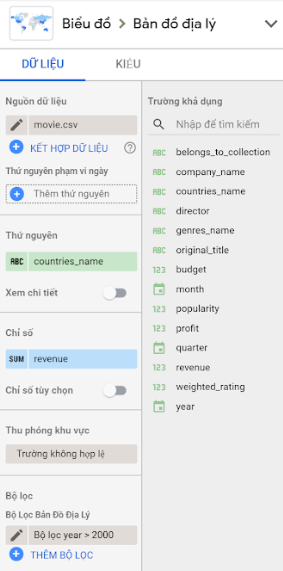 Biểu đồ > Bản đồ địa lý
DỮ LIỆU
KIỂU
Nguồn dữ liệu
movie.csv
KẾT HỢP DỮ LIỆU
Thứ nguyên phạm vi ngày
Thêm thứ nguyên
Thứ nguyên
ABC countries_name
Xem chi tiết
Chỉ số
SUM revenue
Chỉ số tùy chọn
Thu phóng khu vực
Trường không hợp lệ
Bộ lọc
Bộ Lọc Bản Đồ Địa Lý
Bộ lọc year > 2000
THÊM BỘ LỌC
Trường khả dụng
Nhập để tìm kiếm
ABC belongs_to_collection
ABC company_name
ABC countries_name
ABC director
ABC genres_name
ABC original_title
123 budget
month
123 popularity
123 profit
quarter
123 revenue
123 weighted_rating
year